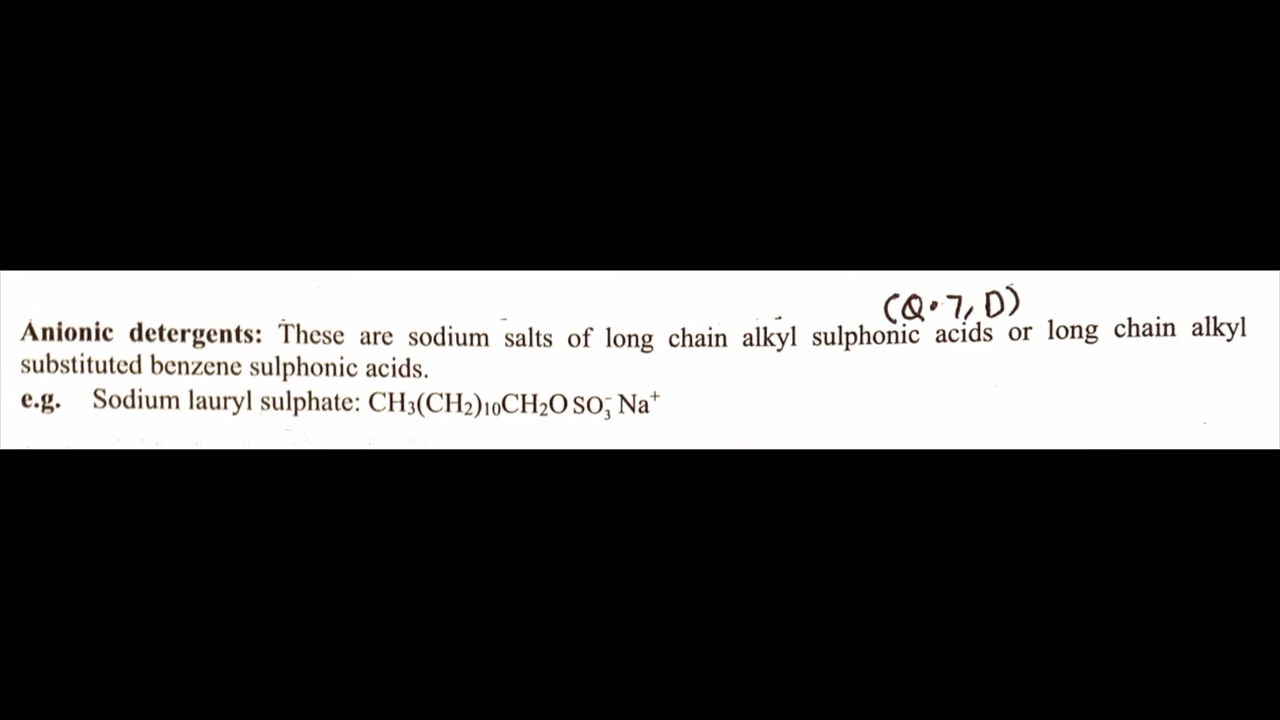 (Q.7, D)
Anionic detergents: These are sodium salts of long chain alkyl sulphonic acids or long chain alkyl
substituted benzene sulphonic acids.
e.g. Sodium lauryl sulphate: CH₃(CH₂)₁₀CH₂O SO₃⁻ Na⁺